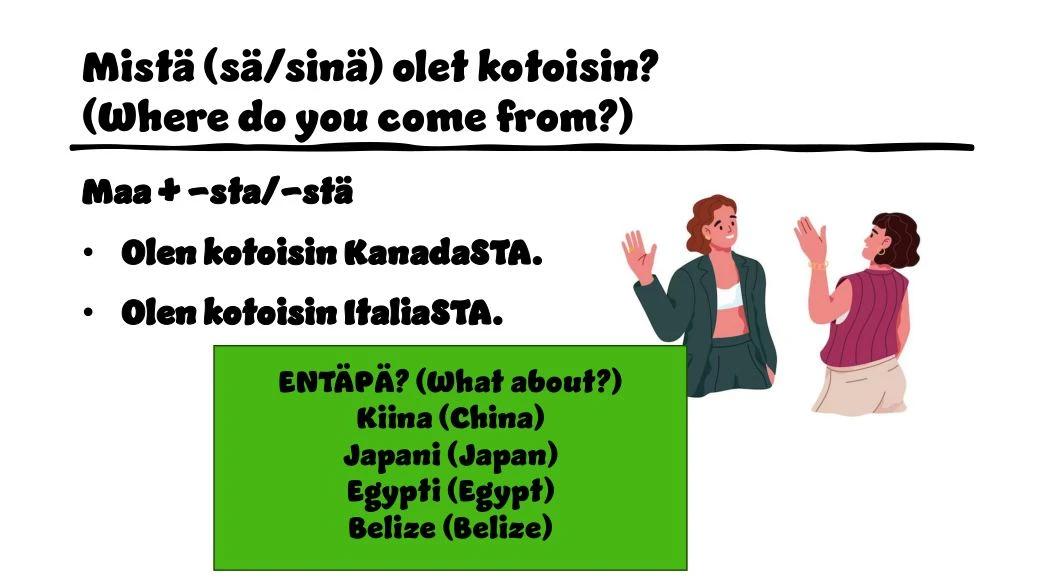 Mistä (sä/sinä) olet kotoisin?
(Where do you come from?)
Maa + -sta/-stä
• Olen kotoisin KanadaSTA.
• Olen kotoisin ItaliaSTA.
ENTÄPÄ? (What about?)
Kiina (China)
Japani (Japan)
Egypti (Egypt)
Belize (Belize)